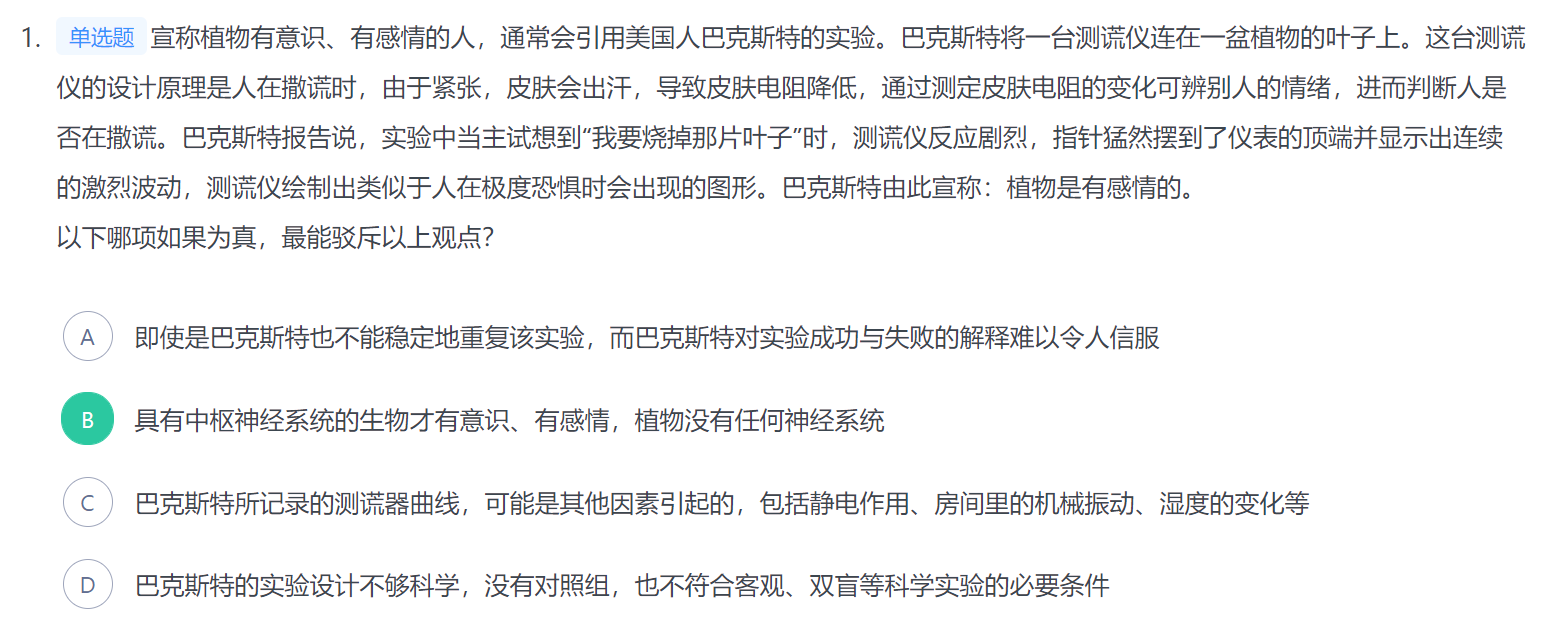 1. 单选题 宣称植物有意识、有感情的人，通常会引用美国人巴克斯特的实验。巴克斯特将一台测谎仪连在一盆植物的叶子上。这台测谎
仪的设计原理是人在撒谎时，由于紧张，皮肤会出汗，导致皮肤电阻降低，通过测定皮肤电阻的变化可辨别人的情绪，进而判断人是
否在撒谎。巴克斯特报告说，实验中当主试想到“我要烧掉那片叶子”时，测谎仪反应剧烈，指针猛然摆到了仪表的顶端并显示出连续
的激烈波动，测谎仪绘制出类似于人在极度恐惧时会出现的图形。巴克斯特由此宣称：植物是有感情的。
以下哪项如果为真，最能驳斥以上观点？
A 即使是巴克斯特也不能稳定地重复该实验，而巴克斯特对实验成功与失败的解释难以令人信服
B 具有中枢神经系统的生物才有意识、有感情，植物没有任何神经系统
C 巴克斯特所记录的测谎器曲线，可能是其他因素引起的，包括静电作用、房间里的机械振动、湿度的变化等
D 巴克斯特的实验设计不够科学，没有对照组，也不符合客观、双盲等科学实验的必要条件